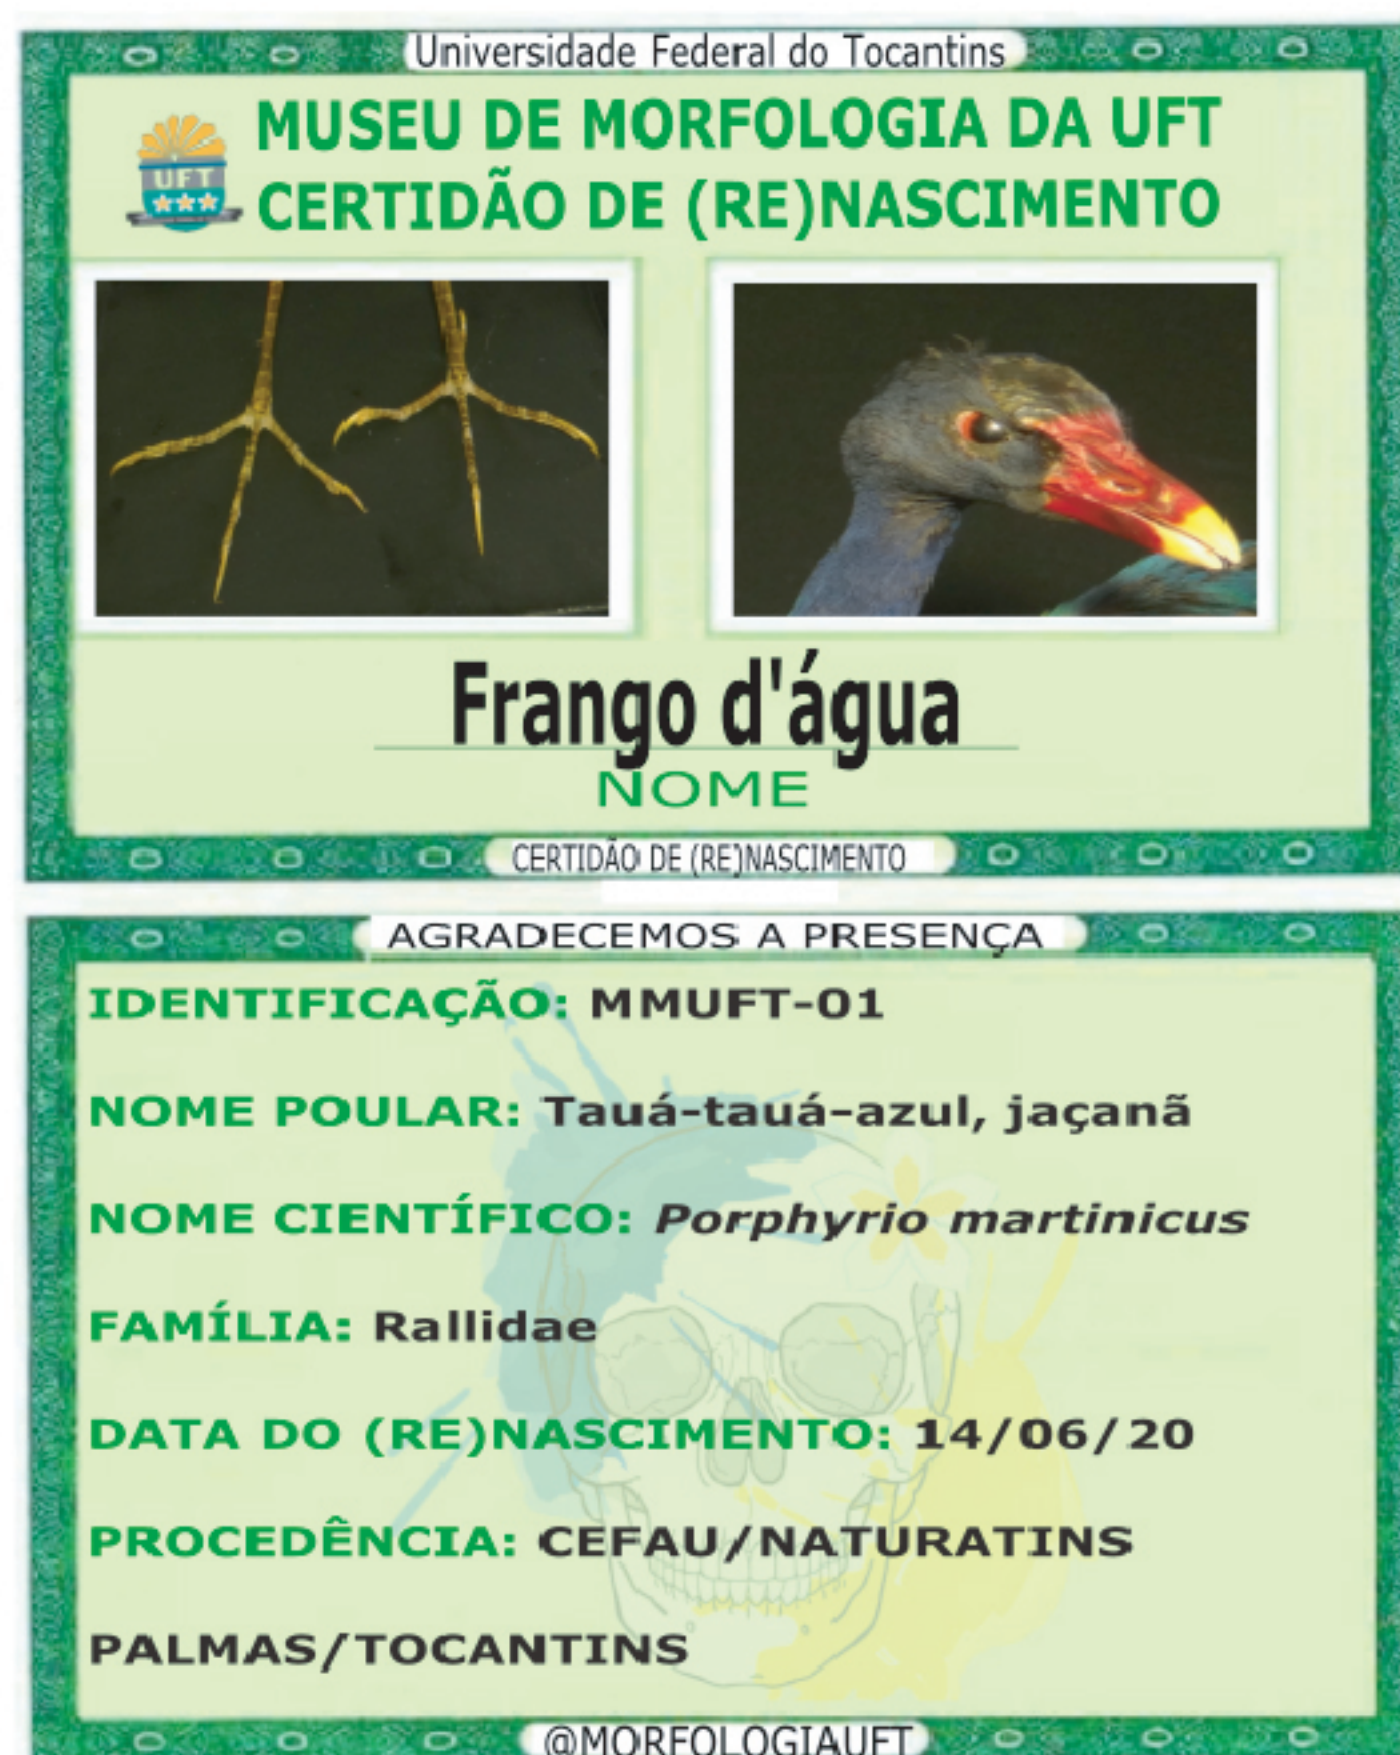 Universidade Federal do Tocantins
MUSEU DE MORFOLOGIA DA UFT
CERTIDÃO DE (RE)NASCIMENTO
UFT
Frango d'água
NOME
CERTIDÃO DE (RE)NASCIMENTO
AGRADECEMOS A PRESENÇA
IDENTIFICAÇÃO: MMUFT-01
NOME POULAR: Tauá-tauá-azul, jaçanã
NOME CIENTÍFICO: Porphyrio martinicus
FAMÍLIA: Rallidae
DATA DO (RE)NASCIMENTO: 14/06/20
PROCEDÊNCIA: CEFAU/NATURATINS
PALMAS/TOCANTINS
@MORFOLOGIAUFT